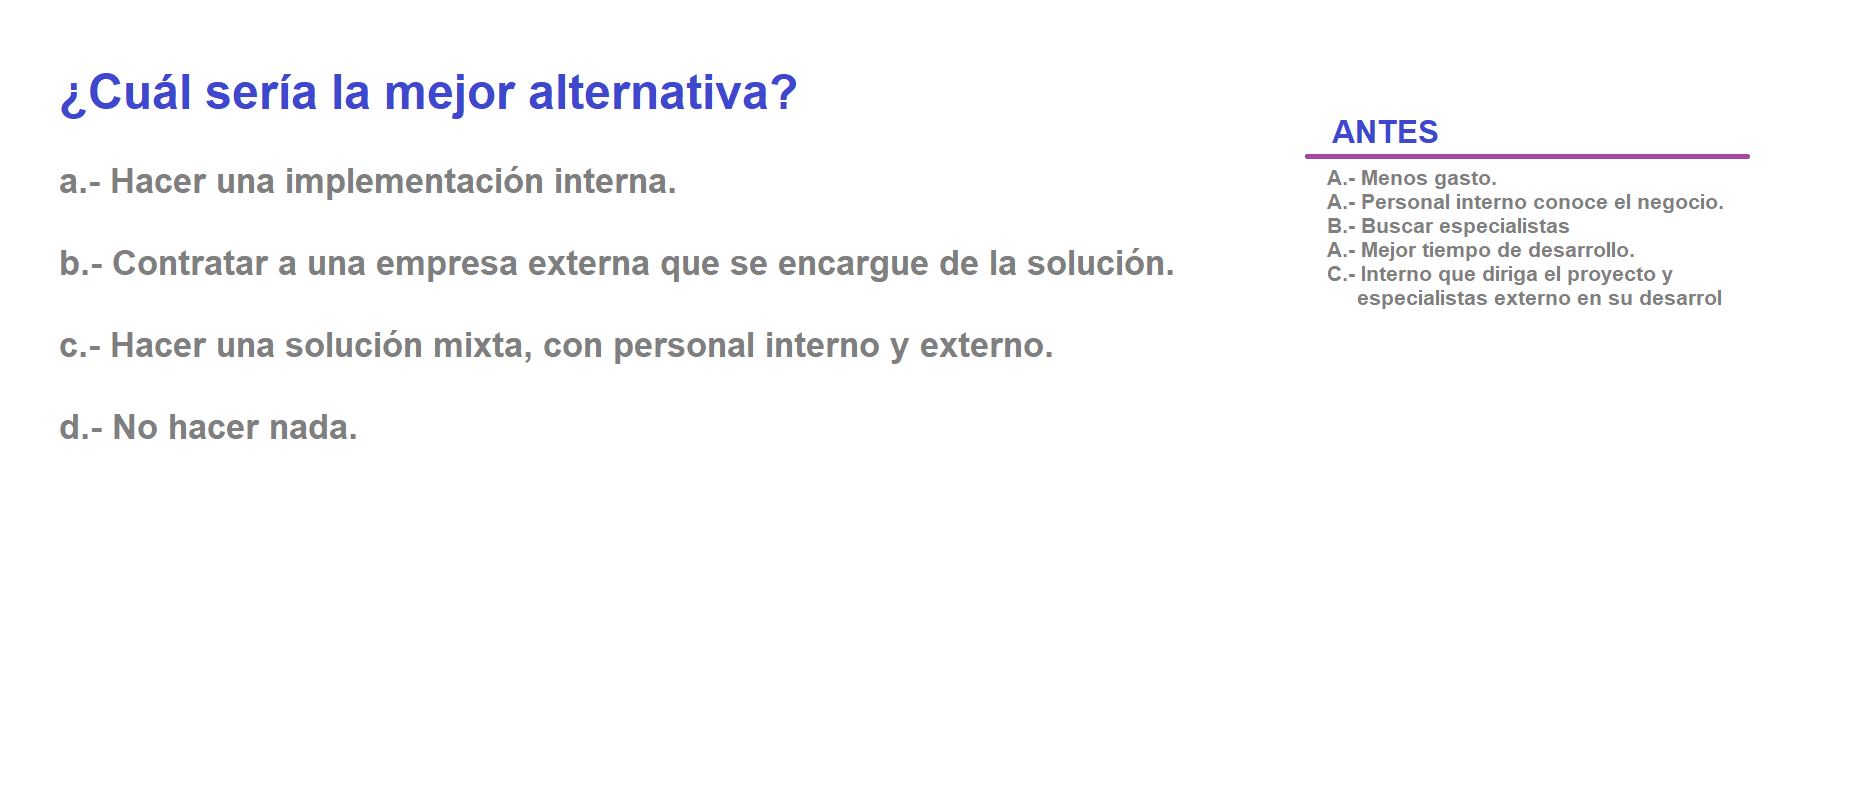 ¿Cuál sería la mejor alternativa?
a.- Hacer una implementación interna.
b.- Contratar a una empresa externa que se encargue de la solución.
c.- Hacer una solución mixta, con personal interno y externo.
d.- No hacer nada.
ANTES
A.- Menos gasto.
A.- Personal interno conoce el negocio.
B.- Buscar especialistas
A.- Mejor tiempo de desarrollo.
C.- Interno que diriga el proyecto y
especialistas externo en su desarrol